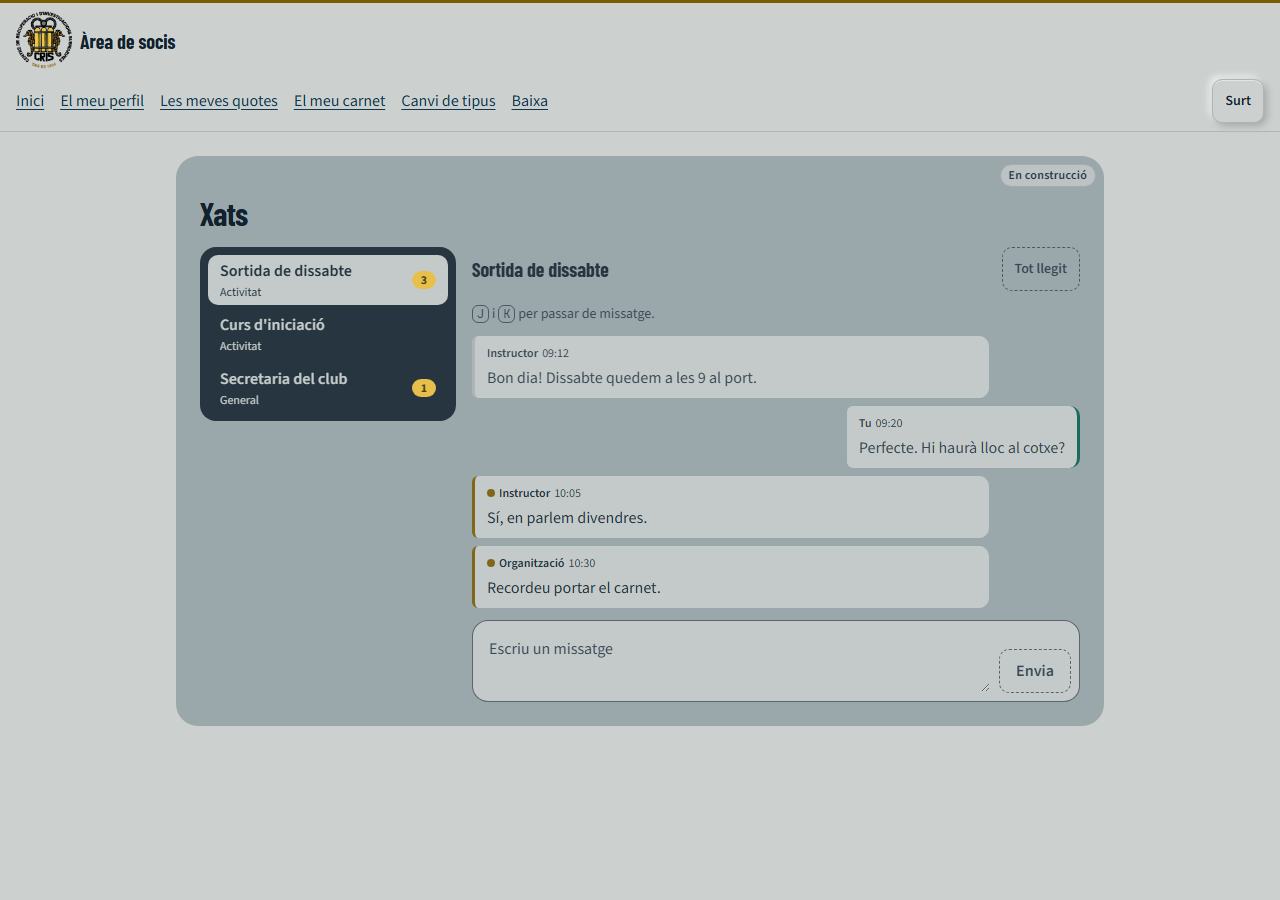 CRIS
Àrea de socis
Inici El meu perfil Les meves quotes El meu carnet Canvi de tipus Baixa
Surt
En construcció
Xats
Sortida de dissabte
Activitat
3
Curs d'iniciació
Activitat
Secretaria del club
General
1
Sortida de dissabte
Tot llegit
J i K per passar de missatge.
Instructor 09:12
Bon dia! Dissabte quedem a les 9 al port.
Tu 09:20
Perfecte. Hi haurà lloc al cotxe?
Instructor 10:05
Sí, en parlem divendres.
Organització 10:30
Recordeu portar el carnet.
Escriu un missatge
Envia